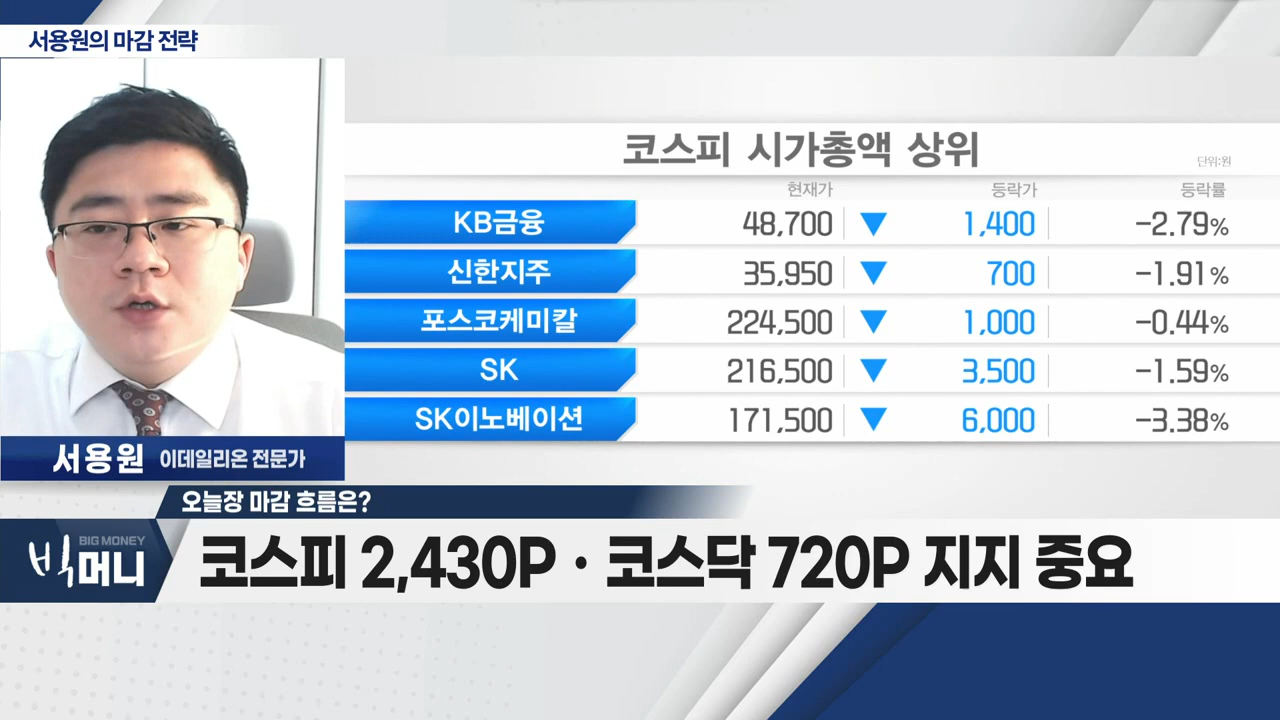 서용원의 마감 전략
코스피 시가총액 상위
단위:원
현재가 등락가 등락률
KB금융 48,700 ▼ 1,400 -2.79%
신한지주 35,950 ▼ 700 -1.91%
포스코케미칼 224,500 ▼ 1,000 -0.44%
SK 216,500 ▼ 3,500 -1.59%
SK이노베이션 171,500 ▼ 6,000 -3.38%
서용원 이데일리온 전문가
오늘장 마감 흐름은?
BIG MONEY
빅머니
코스피 2,430P · 코스닥 720P 지지 중요